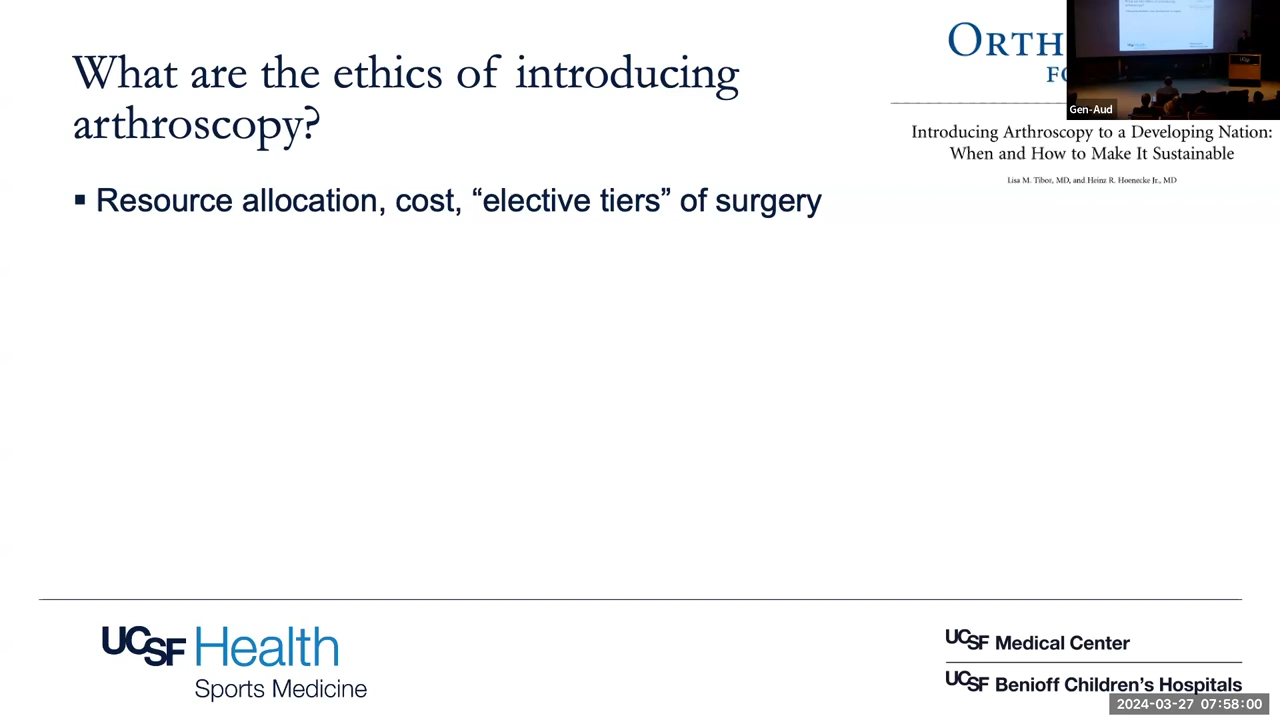 What are the ethics of introducing
arthroscopy?
▪ Resource allocation, cost, “elective tiers” of surgery
ORTH
Gen-Aud
Introducing Arthroscopy to a Developing Nation:
When and How to Make It Sustainable
Lisa M. Tibor, MD, and Heinz R. Hoenecke Jr., MD
UCSF Health
Sports Medicine
UCSF Medical Center
UCSF Benioff Children’s Hospitals
2024-03-27 07:58:00